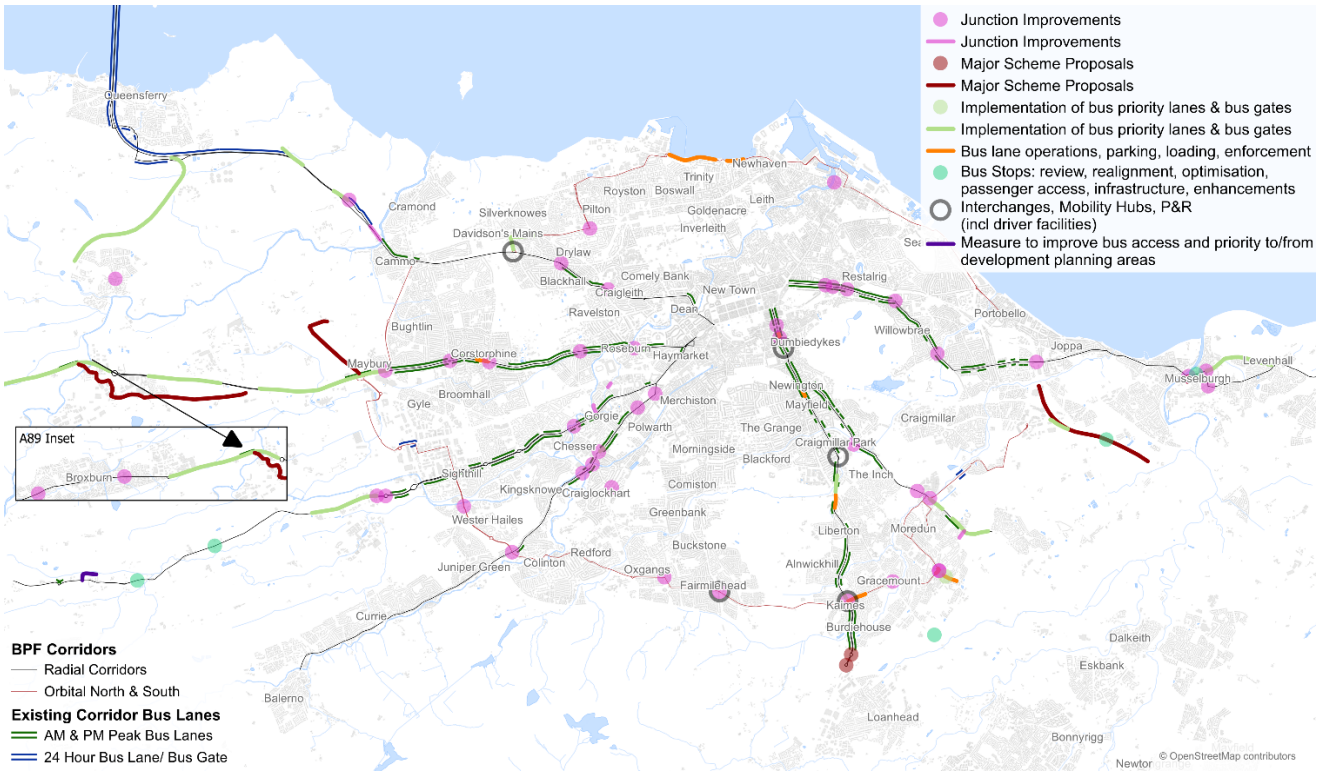 Junction Improvements
Junction Improvements
Major Scheme Proposals
Major Scheme Proposals
Implementation of bus priority lanes & bus gates
Implementation of bus priority lanes & bus gates
Bus lane operations, parking, loading, enforcement
Bus Stops: review, realignment, optimisation,
passenger access, infrastructure, enhancements
Interchanges, Mobility Hubs, P&R
(incl driver facilities)
Measure to improve bus access and priority to/from
development planning areas
Queensferry
Newhaven
Trinity
Royston
Boswall
Leith
Cramond
Silverknowes
Pilton
Goldenacre
Davidson's Mains
Inverleith
Sea
Drylaw
Cammo
Blackhall
Comely Bank
Restalrig
Craigleith
New Town
Ravelston
Dean
Portobello
Bughtlin
Willowbrae
Dumbiedykes
Joppa
Corstorphine
Roseburn
Haymarket
Levenhall
Maybury
Musselburgh
Newington
Broomhall
Merchiston
Mayfield
Gyle
Gorgie
Craigmillar
Polwarth
The Grange
A89 Inset
Chesser
Craigmillar Park
Morningside
Blackford
Broxburn
Sighthill
The Inch
Kingsknowe
Craiglockhart
Comiston
Greenbank
Wester Hailes
Liberton
Moredun
Buckstone
Redford
Colinton
Juniper Green
Alnwickhill
Oxgangs
Fairmilehead
Gracemount
Kaimes
Currie
Burdiehouse
Dalkeith
Eskbank
Balerno
Loanhead
Bonnyrigg
Newtor
BPF Corridors
Radial Corridors
Orbital North & South
Existing Corridor Bus Lanes
AM & PM Peak Bus Lanes
24 Hour Bus Lane/ Bus Gate
© OpenStreetMap contributors